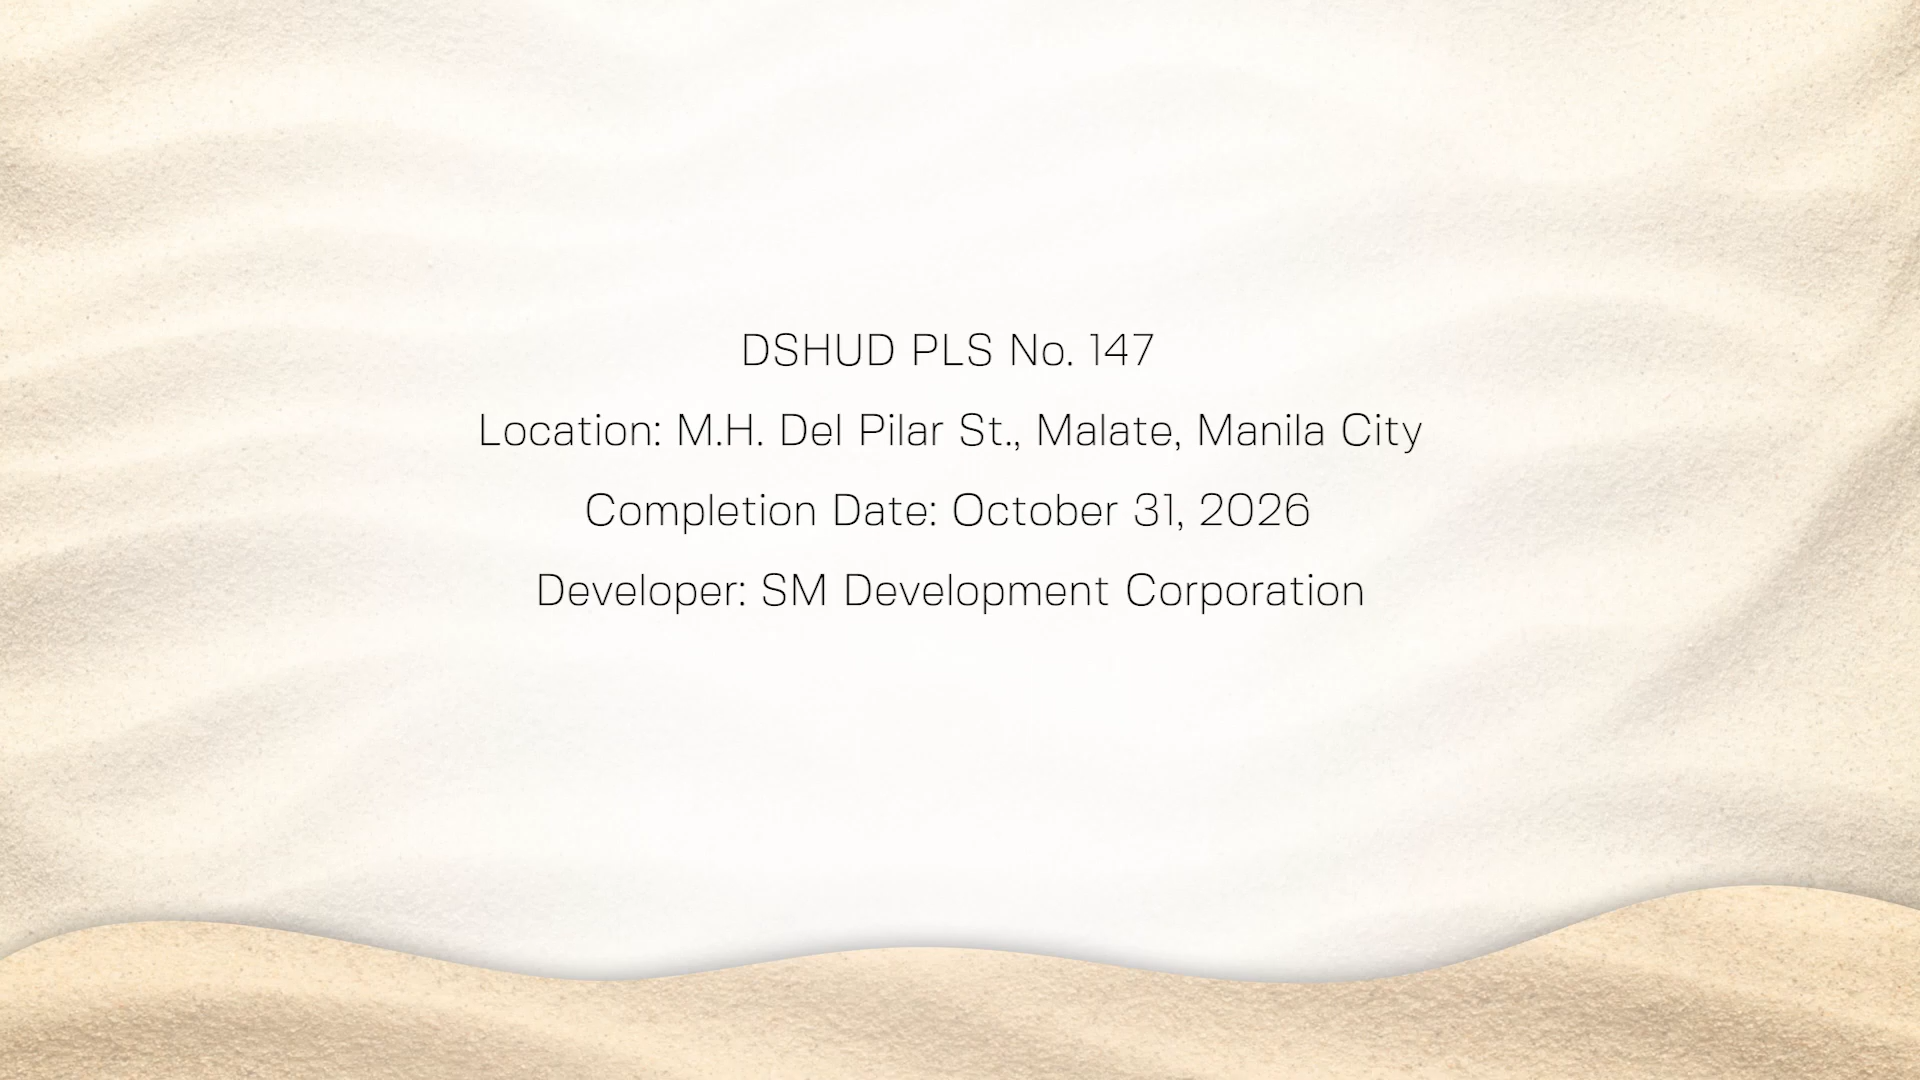 DSHUD PLS No. 147
Location: M.H. Del Pilar St., Malate, Manila City
Completion Date: October 31, 2026
Developer: SM Development Corporation